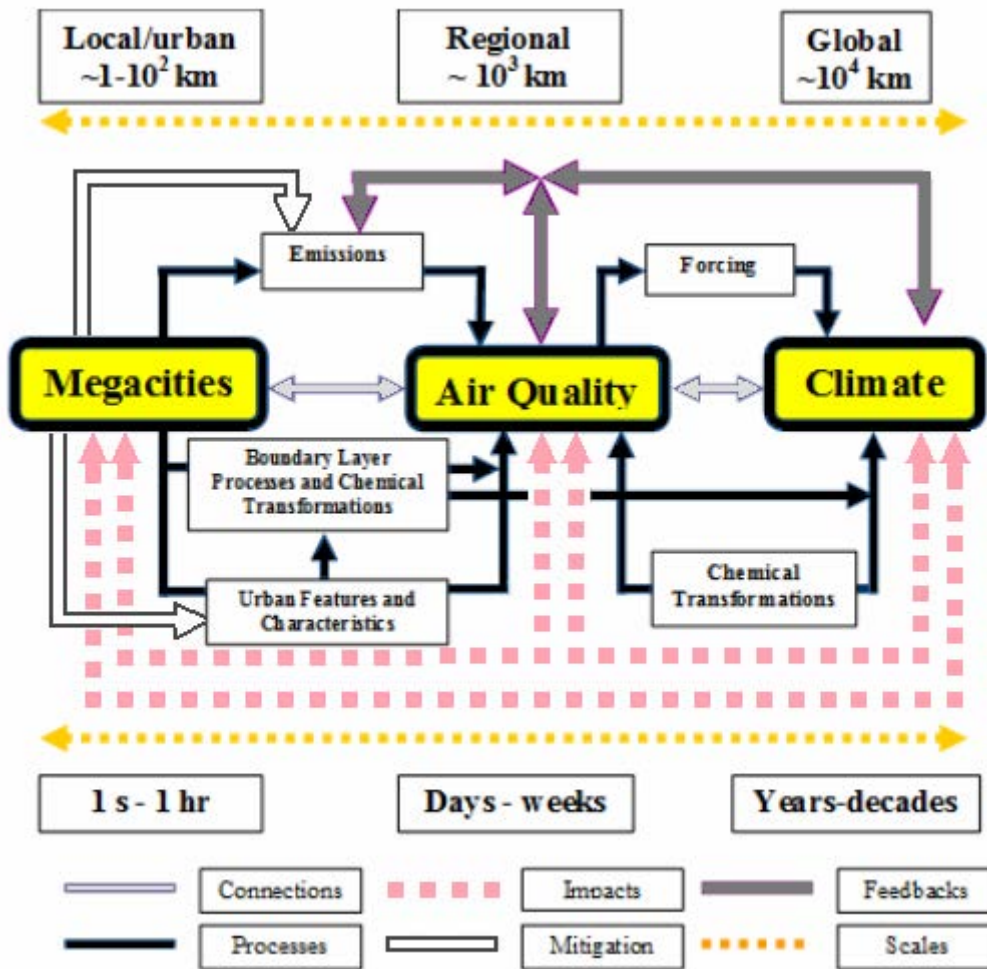 Local/urban
~1-10² km
Regional
~ 10³ km
Global
~10⁴ km
Emissions
Forcing
Megacities
Air Quality
Climate
Boundary Layer
Processes and Chemical
Transformations
Urban Features and
Characteristics
Chemical
Transformations
1 s - 1 hr
Days - weeks
Years-decades
Connections
Impacts
Feedbacks
Processes
Mitigation
Scales